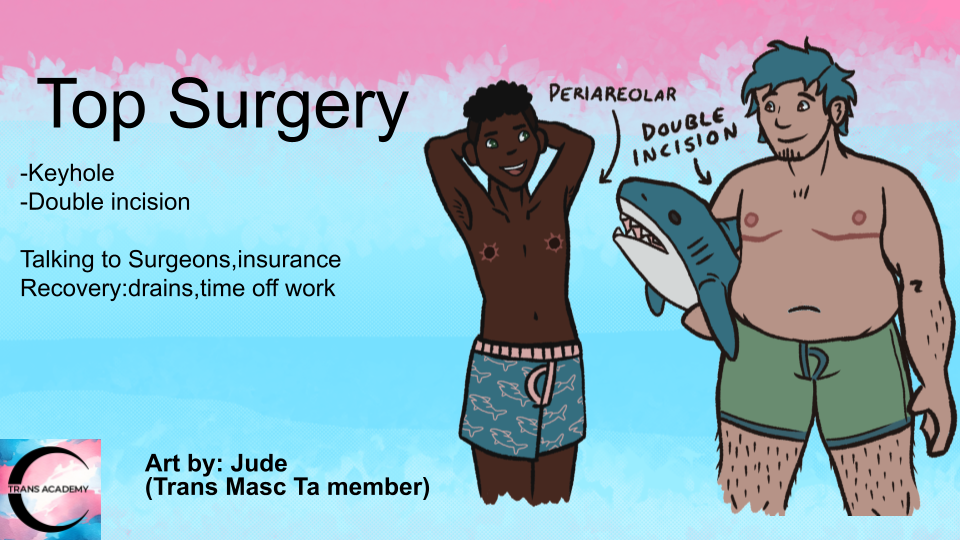 Top Surgery
-Keyhole
-Double incision
Talking to Surgeons,insurance
Recovery:drains,time off work
PERIAREOLAR
DOUBLE
INCISION
TRANS ACADEMY
Art by: Jude
(Trans Masc Ta member)